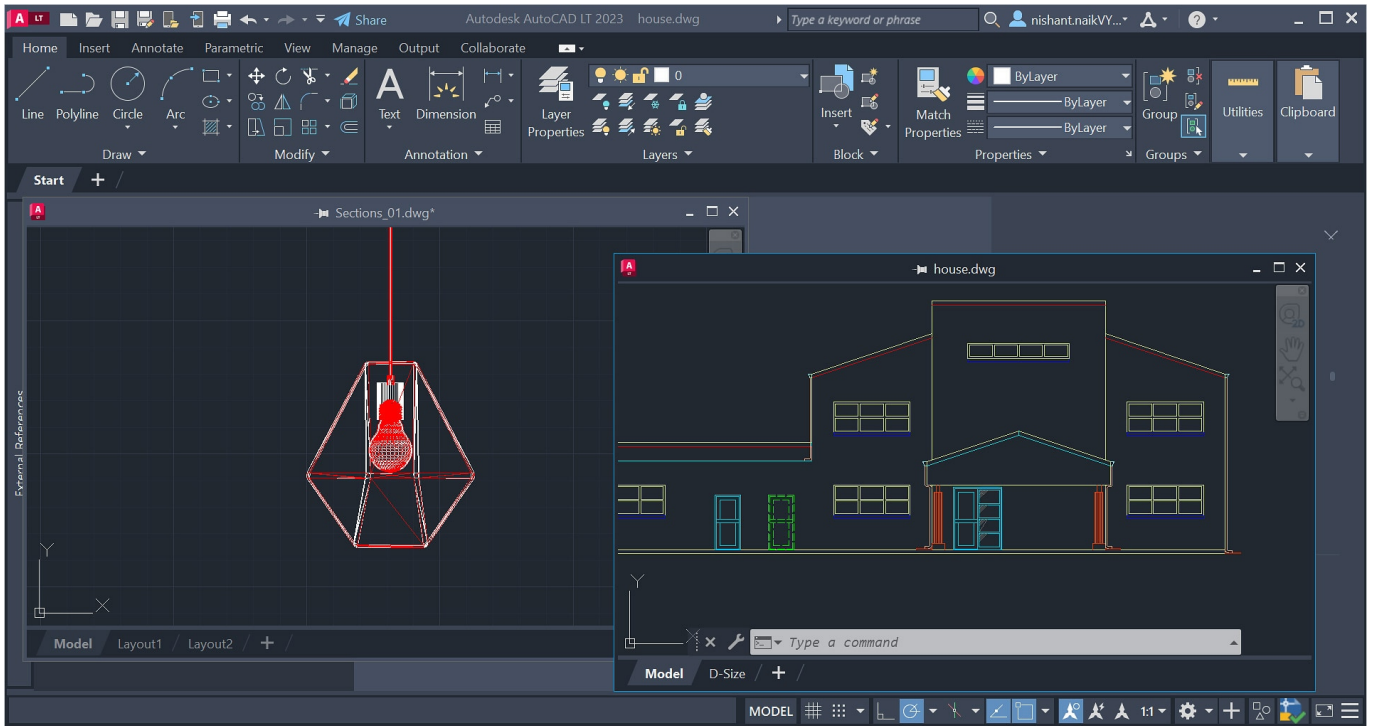 A LT Share Autodesk AutoCAD LT 2023 house.dwg Type a keyword or phrase nishant.naikVY... ?
Home Insert Annotate Parametric View Manage Output Collaborate
0 ByLayer
ByLayer
ByLayer
Line Polyline Circle Arc A Text Dimension Layer Properties Insert Match Properties Group Utilities Clipboard
Draw Modify Annotation Layers Block Properties Groups
Start +
A Sections_01.dwg*
External References
Y
X
Model Layout1 Layout2 +
A LT house.dwg
2D
Y
X
Type a command
Model D-Size +
MODEL 1:1